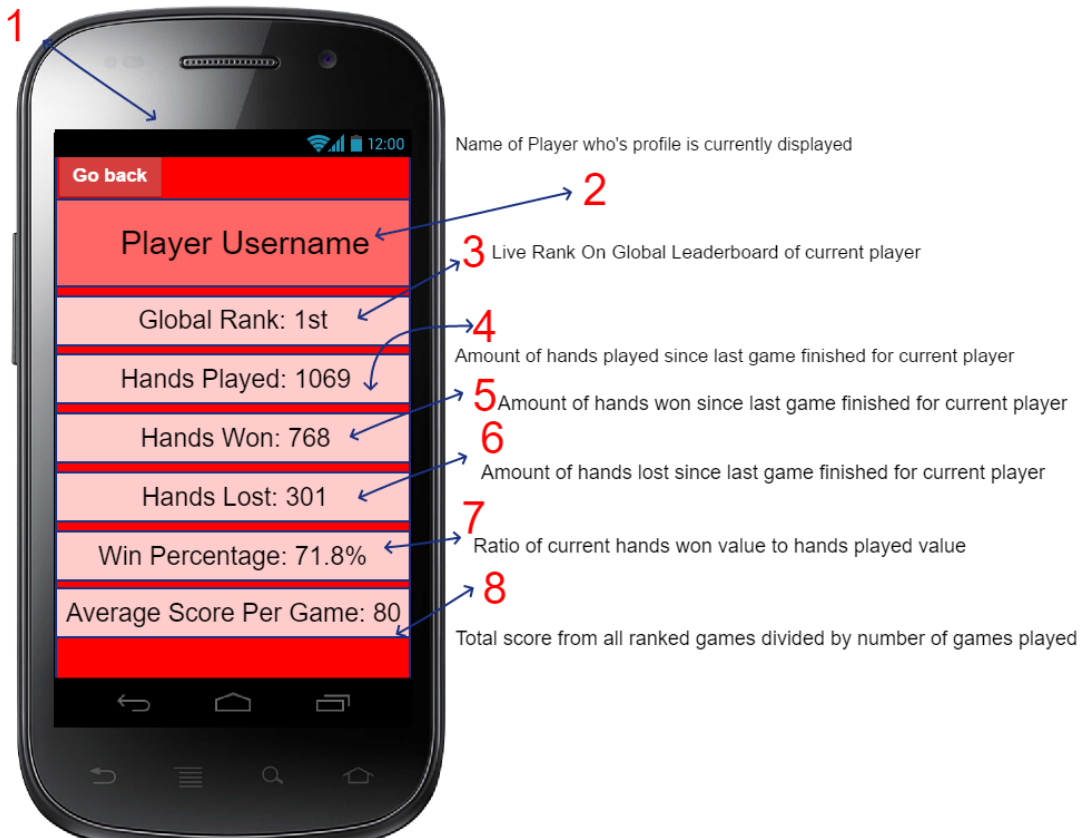 1
12:00
Go back
Name of Player who's profile is currently displayed
2
Player Username
3 Live Rank On Global Leaderboard of current player
Global Rank: 1st
4
Amount of hands played since last game finished for current player
Hands Played: 1069
5 Amount of hands won since last game finished for current player
Hands Won: 768
6
Amount of hands lost since last game finished for current player
Hands Lost: 301
7
Ratio of current hands won value to hands played value
Win Percentage: 71.8%
8
Average Score Per Game: 80
Total score from all ranked games divided by number of games played